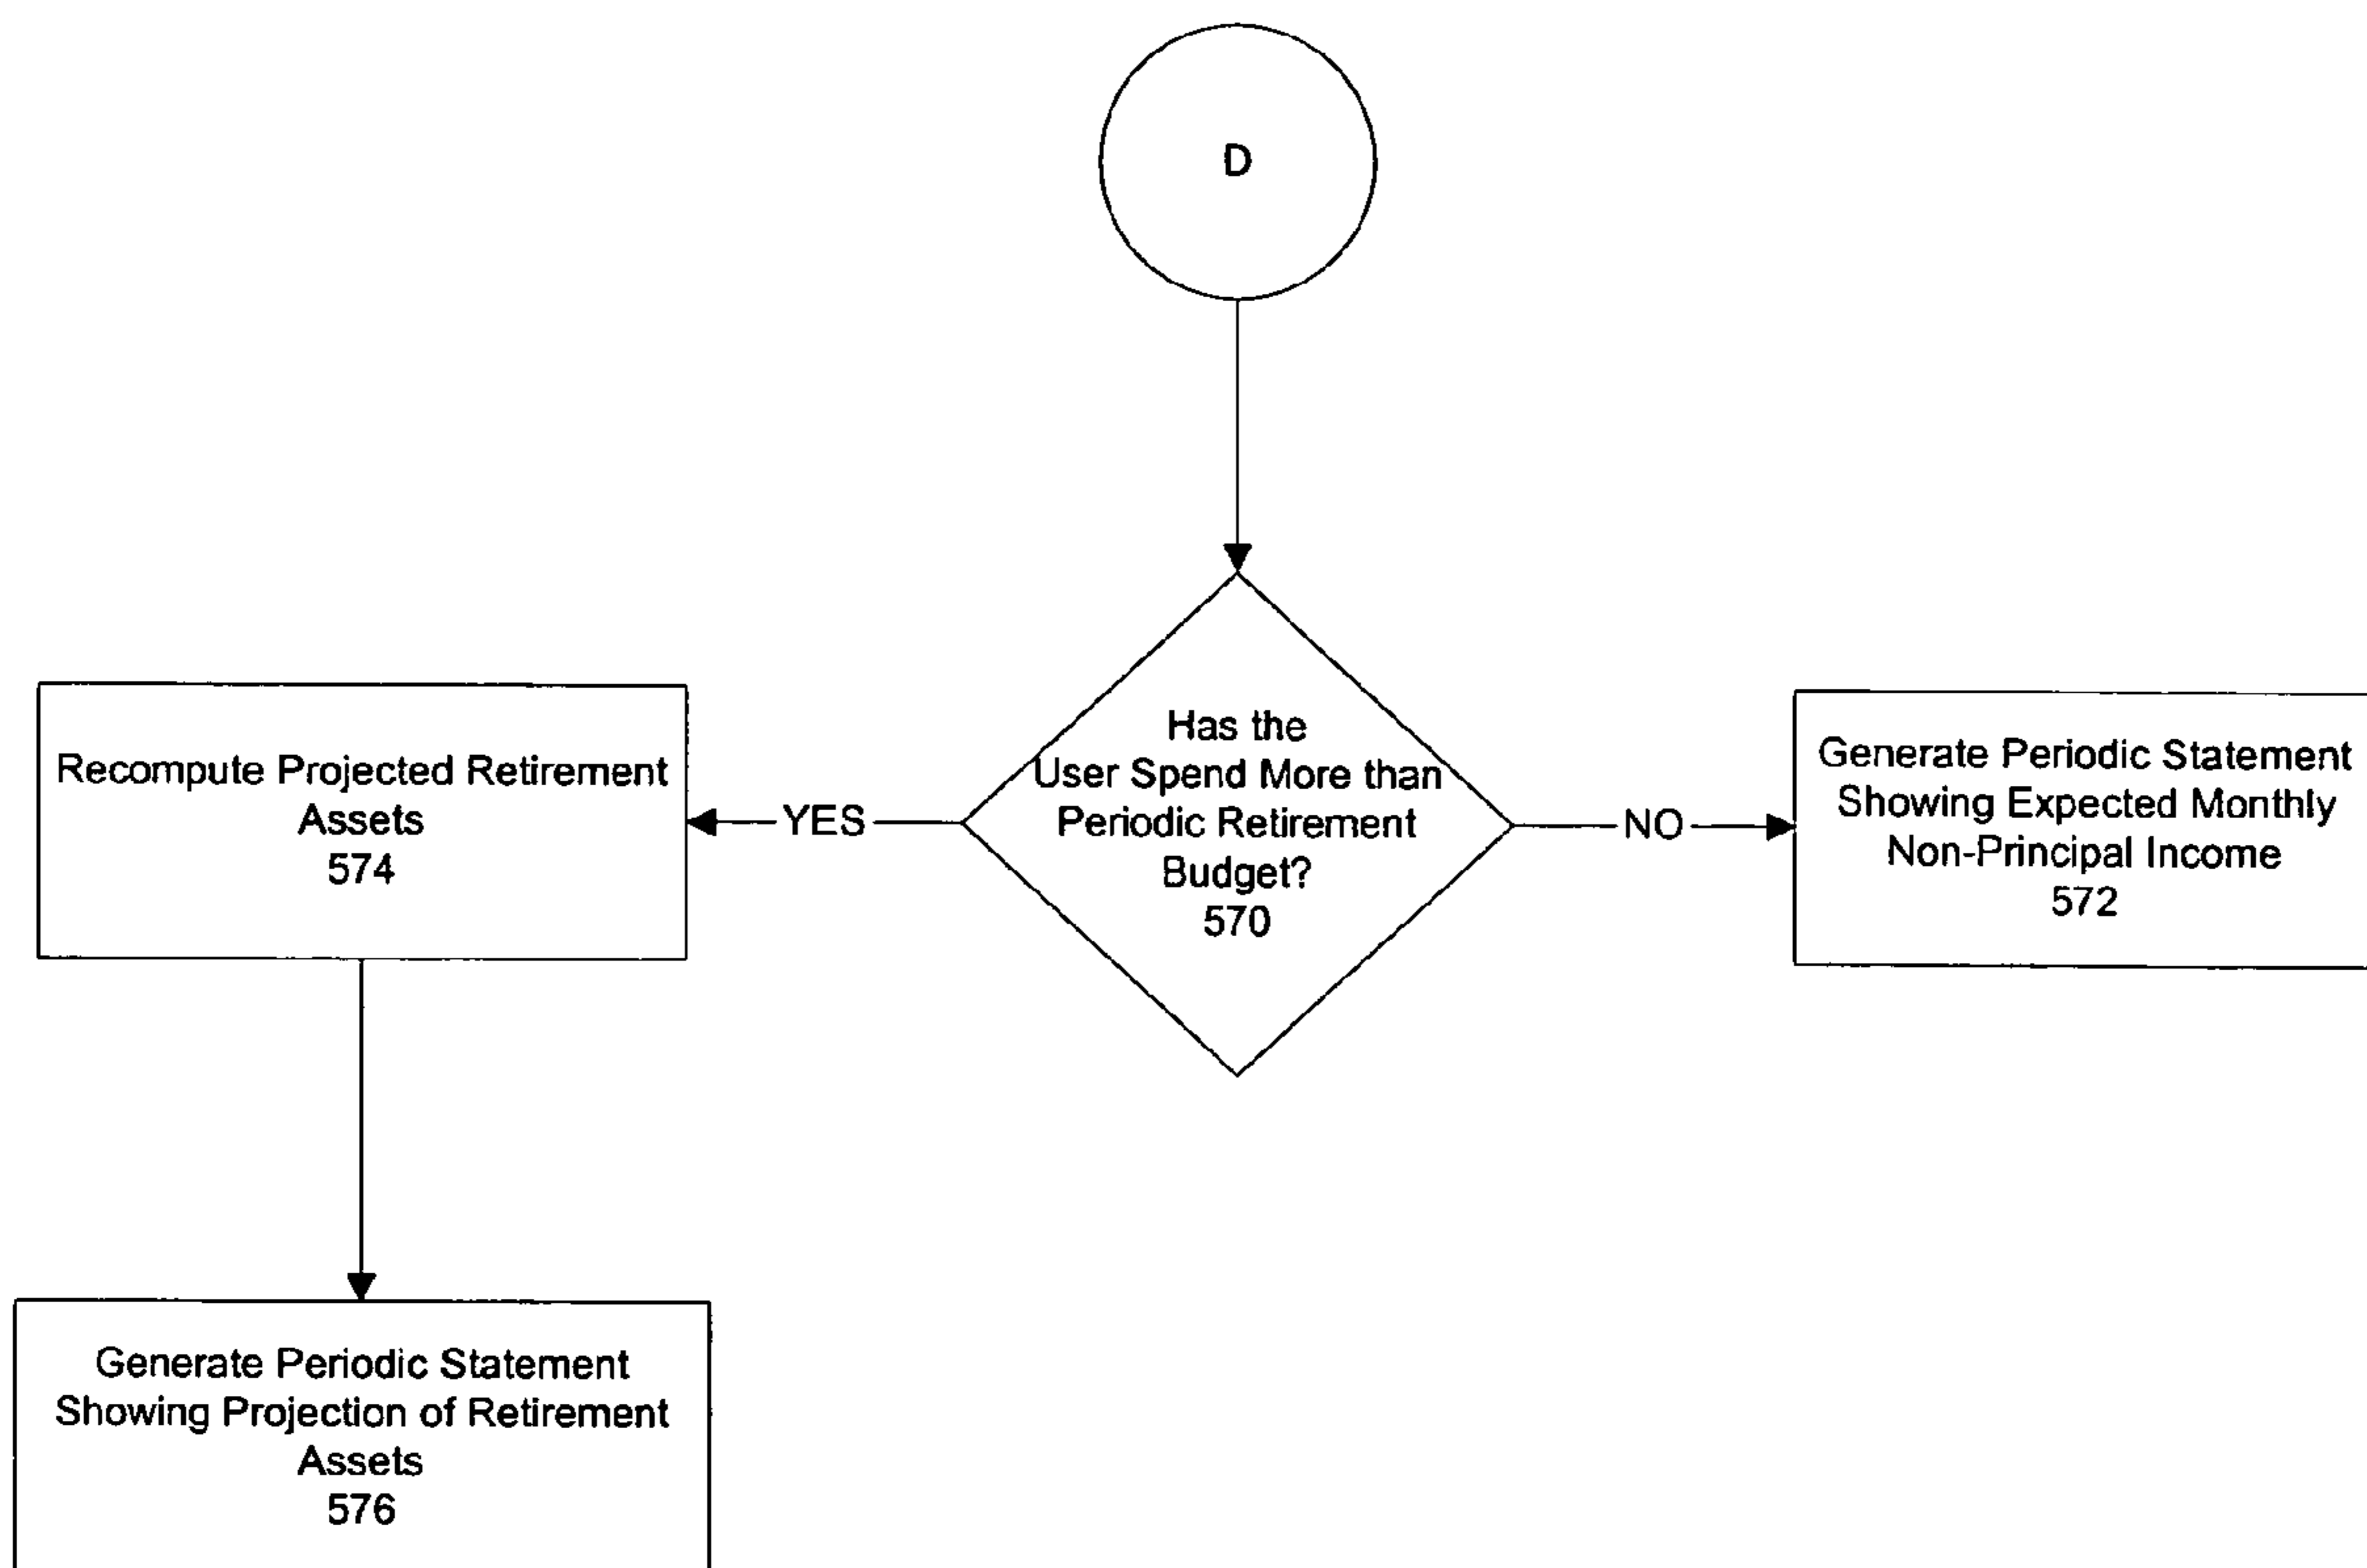 D
Has the
User Spend More than
Periodic Retirement
Budget?
570
YES
NO
Recompute Projected Retirement
Assets
574
Generate Periodic Statement
Showing Expected Monthly
Non-Principal Income
572
Generate Periodic Statement
Showing Projection of Retirement
Assets
576